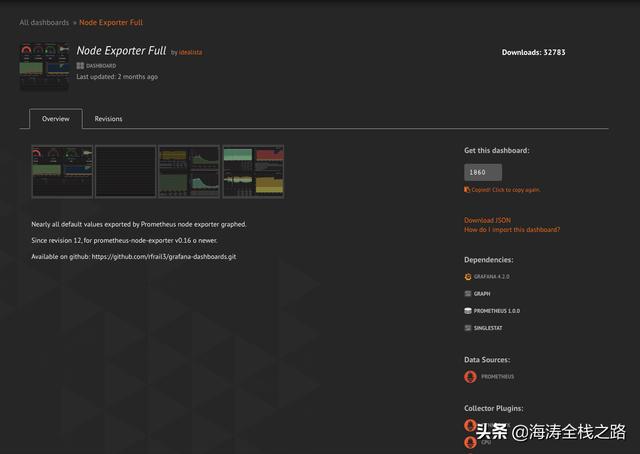 All dashboards » Node Exporter Full
Node Exporter Full by idealista
Downloads: 32783
DASHBOARD
Last updated: 2 months ago
Overview
Revisions
Get this dashboard:
1860
Copied! Click to copy again.
Nearly all default values exported by Prometheus node exporter graphed.
Since revision 12, for prometheus-node-exporter v0.16 o newer.
Available on github: https://github.com/rfrail3/grafana-dashboards.git
Download JSON
How do I import this dashboard?
Dependencies:
GRAFANA 4.2.0
GRAPH
PROMETHEUS 1.0.0
SINGLESTAT
Data Sources:
PROMETHEUS
Collector Plugins:
CPU
头条 @海涛全栈之路